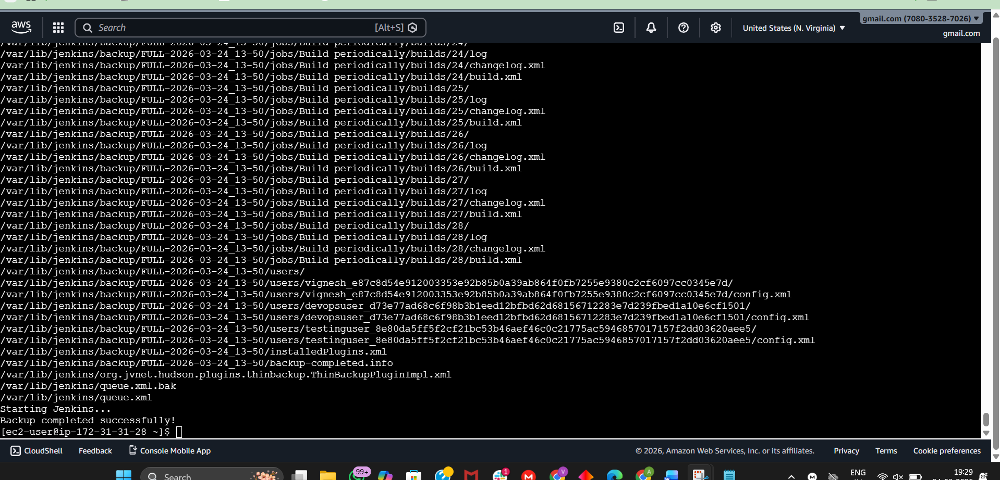 aws
Search
[Alt+S]
United States (N. Virginia)
gmail.com (7080-3528-7026)
gmail.com
/var/lib/jenkins/backup/FULL-2026-03-24_13-50/jobs/Build periodically/builds/24/
/var/lib/jenkins/backup/FULL-2026-03-24_13-50/jobs/Build periodically/builds/24/log
/var/lib/jenkins/backup/FULL-2026-03-24_13-50/jobs/Build periodically/builds/24/changelog.xml
/var/lib/jenkins/backup/FULL-2026-03-24_13-50/jobs/Build periodically/builds/24/build.xml
/var/lib/jenkins/backup/FULL-2026-03-24_13-50/jobs/Build periodically/builds/25/
/var/lib/jenkins/backup/FULL-2026-03-24_13-50/jobs/Build periodically/builds/25/log
/var/lib/jenkins/backup/FULL-2026-03-24_13-50/jobs/Build periodically/builds/25/changelog.xml
/var/lib/jenkins/backup/FULL-2026-03-24_13-50/jobs/Build periodically/builds/25/build.xml
/var/lib/jenkins/backup/FULL-2026-03-24_13-50/jobs/Build periodically/builds/26/
/var/lib/jenkins/backup/FULL-2026-03-24_13-50/jobs/Build periodically/builds/26/log
/var/lib/jenkins/backup/FULL-2026-03-24_13-50/jobs/Build periodically/builds/26/changelog.xml
/var/lib/jenkins/backup/FULL-2026-03-24_13-50/jobs/Build periodically/builds/26/build.xml
/var/lib/jenkins/backup/FULL-2026-03-24_13-50/jobs/Build periodically/builds/27/
/var/lib/jenkins/backup/FULL-2026-03-24_13-50/jobs/Build periodically/builds/27/log
/var/lib/jenkins/backup/FULL-2026-03-24_13-50/jobs/Build periodically/builds/27/changelog.xml
/var/lib/jenkins/backup/FULL-2026-03-24_13-50/jobs/Build periodically/builds/27/build.xml
/var/lib/jenkins/backup/FULL-2026-03-24_13-50/jobs/Build periodically/builds/28/
/var/lib/jenkins/backup/FULL-2026-03-24_13-50/jobs/Build periodically/builds/28/log
/var/lib/jenkins/backup/FULL-2026-03-24_13-50/jobs/Build periodically/builds/28/changelog.xml
/var/lib/jenkins/backup/FULL-2026-03-24_13-50/jobs/Build periodically/builds/28/build.xml
/var/lib/jenkins/backup/FULL-2026-03-24_13-50/users/
/var/lib/jenkins/backup/FULL-2026-03-24_13-50/users/vignesh_e87c8d54e912003353e92b85b0a39ab864f0fb7255e9380c2cf6097cc0345e7d/
/var/lib/jenkins/backup/FULL-2026-03-24_13-50/users/vignesh_e87c8d54e912003353e92b85b0a39ab864f0fb7255e9380c2cf6097cc0345e7d/config.xml
/var/lib/jenkins/backup/FULL-2026-03-24_13-50/users/devopsuser_d73e77ad68c6f98b3b1eed12bfbd62d68156712283e7d239fbed1a10e6cf1501/
/var/lib/jenkins/backup/FULL-2026-03-24_13-50/users/devopsuser_d73e77ad68c6f98b3b1eed12bfbd62d68156712283e7d239fbed1a10e6cf1501/config.xml
/var/lib/jenkins/backup/FULL-2026-03-24_13-50/users/testinguser_8e80da5ff5f2cf21bc53b46aef46c0c21775ac5946857017157f2dd03620aee5/
/var/lib/jenkins/backup/FULL-2026-03-24_13-50/users/testinguser_8e80da5ff5f2cf21bc53b46aef46c0c21775ac5946857017157f2dd03620aee5/config.xml
/var/lib/jenkins/backup/FULL-2026-03-24_13-50/installedPlugins.xml
/var/lib/jenkins/backup/FULL-2026-03-24_13-50/backup-completed.info
/var/lib/jenkins/org.jvnet.hudson.plugins.thinbackup.ThinBackupPluginImpl.xml
/var/lib/jenkins/queue.xml.bak
/var/lib/jenkins/queue.xml
Starting Jenkins...
Backup completed successfully!
[ec2-user@ip-172-31-31-28 ~]$
CloudShell
Feedback
Console Mobile App
© 2026, Amazon Web Services, Inc. or its affiliates.
Privacy
Terms
Cookie preferences
Search
99+
1
V
A
ENG
19:29